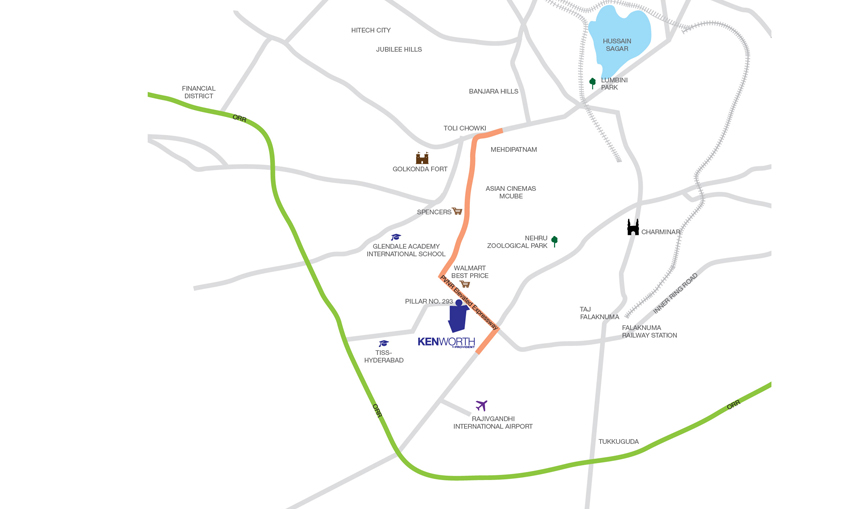 HITECH CITY
HUSSAIN
SAGAR
JUBILEE HILLS
FINANCIAL
DISTRICT
LUMBINI
PARK
BANJARA HILLS
ORR
TOLI CHOWKI
MEHDIPATNAM
GOLKONDA FORT
ASIAN CINEMAS
MCUBE
SPENCERS
CHARMINAR
NEHRU
ZOOLOGICAL PARK
GLENDALE ACADEMY
INTERNATIONAL SCHOOL
WALMART
BEST PRICE
PVNR Elevated Expressway
INNER RING ROAD
PILLAR NO. 293
TAJ
FALAKNUMA
FALAKNUMA
RAILWAY STATION
KENWORTH
TISS-
HYDERABAD
ORR
ORR
RAJIVGANDHI
INTERNATIONAL AIRPORT
TUKKUGUDA